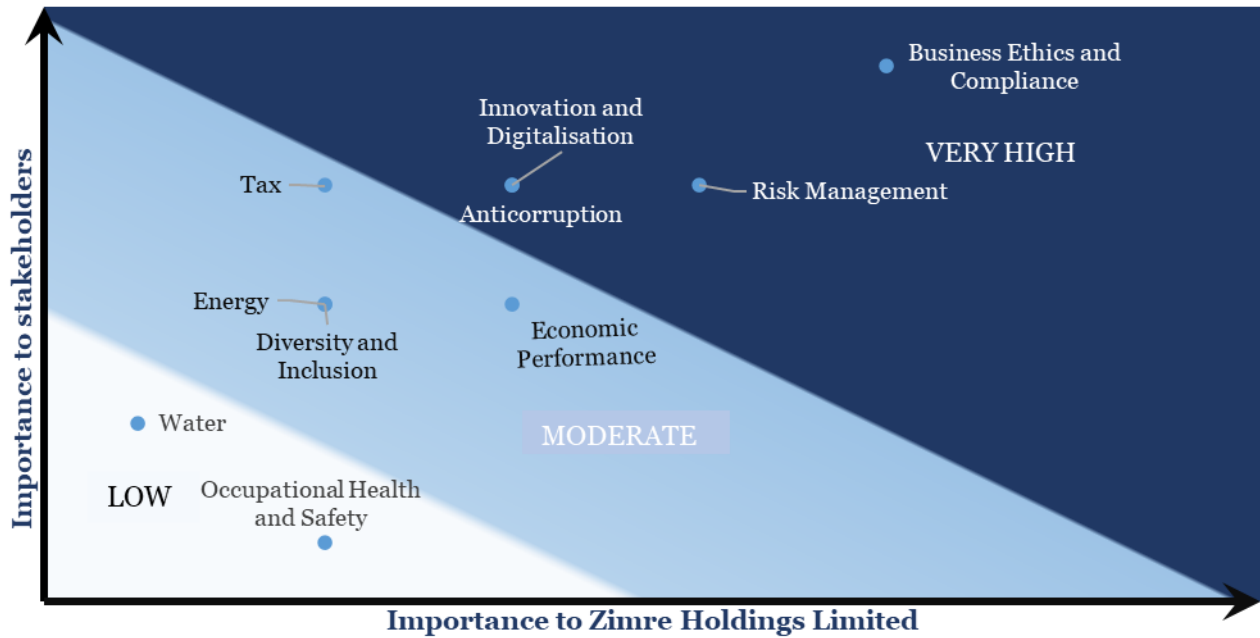 Importance to stakeholders
Business Ethics and
Compliance
Innovation and
Digitalisation
VERY HIGH
Tax
Risk Management
Anticorruption
Energy
Diversity and
Inclusion
Economic
Performance
Water
MODERATE
LOW
Occupational Health
and Safety
Importance to Zimre Holdings Limited